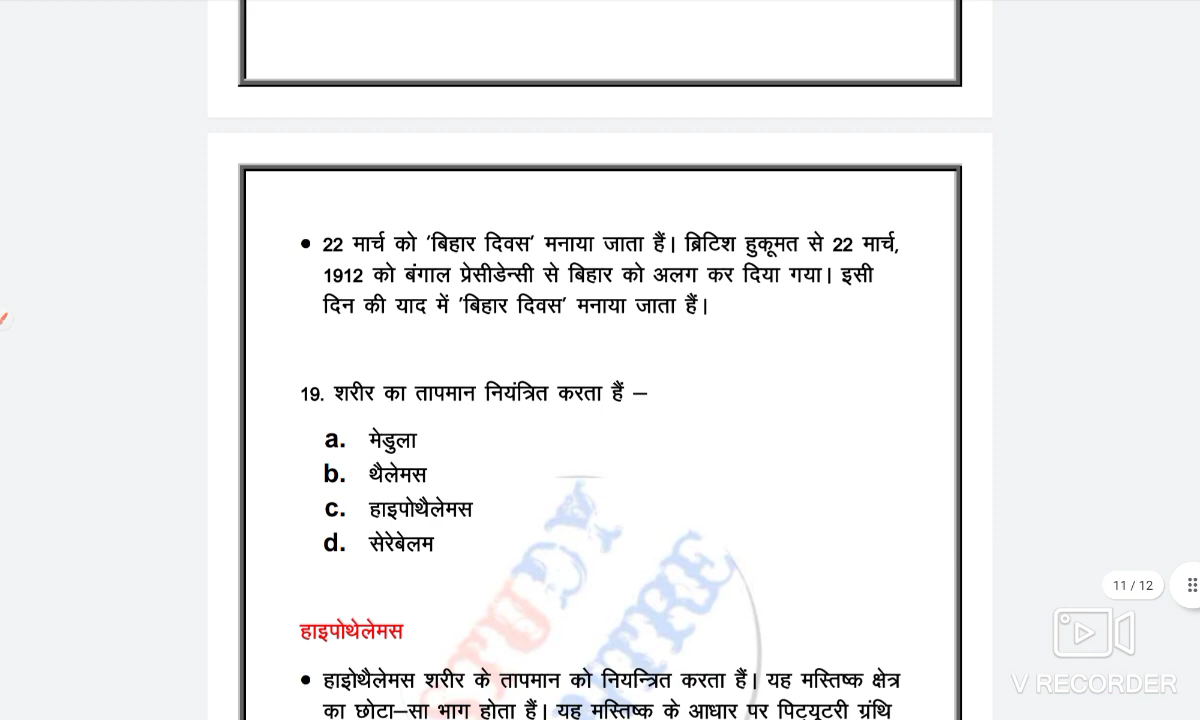 • 22 मार्च को ‘बिहार दिवस’ मनाया जाता हैं। ब्रिटिश हुकूमत से 22 मार्च,
1912 को बंगाल प्रेसीडेन्सी से बिहार को अलग कर दिया गया। इसी
दिन की याद में ‘बिहार दिवस’ मनाया जाता हैं।
19. शरीर का तापमान नियंत्रित करता हैं –
a. मेडुला
b. थैलेमस
c. हाइपोथैलेमस
d. सेरेबेलम
हाइपोथेलेमस
• हाइोथैलेमस शरीर के तापमान को नियन्त्रित करता हैं। यह मस्तिष्क क्षेत्र
का छोटा–सा भाग होता हैं। यह मस्तिष्क के आधार पर पिट्यूटरी ग्रंथि
11 / 12
V RECORDER